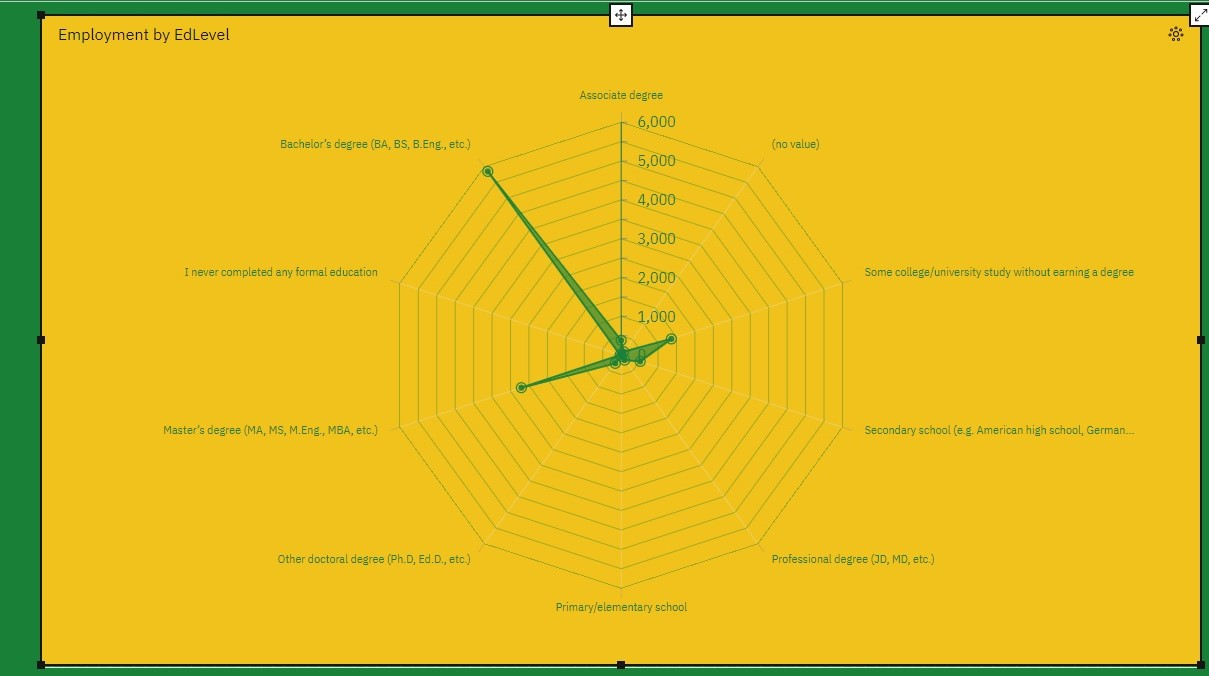 Employment by EdLevel
Associate degree
6,000
Bachelor's degree (BA, BS, B.Eng., etc.)
(no value)
5,000
4,000
3,000
I never completed any formal education
Some college/university study without earning a degree
2,000
1,000
0
Master's degree (MA, MS, M.Eng., MBA, etc.)
Secondary school (e.g. American high school, German...
Other doctoral degree (Ph.D, Ed.D., etc.)
Professional degree (JD, MD, etc.)
Primary/elementary school